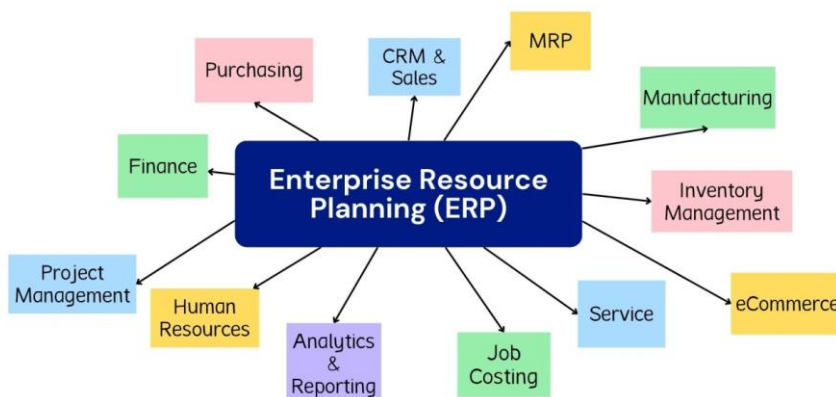 MRP
CRM &
Sales
Purchasing
Manufacturing
Finance
Enterprise Resource
Planning (ERP)
Inventory
Management
Project
Management
Human
Resources
Analytics
&
Reporting
Job
Costing
Service
eCommerce